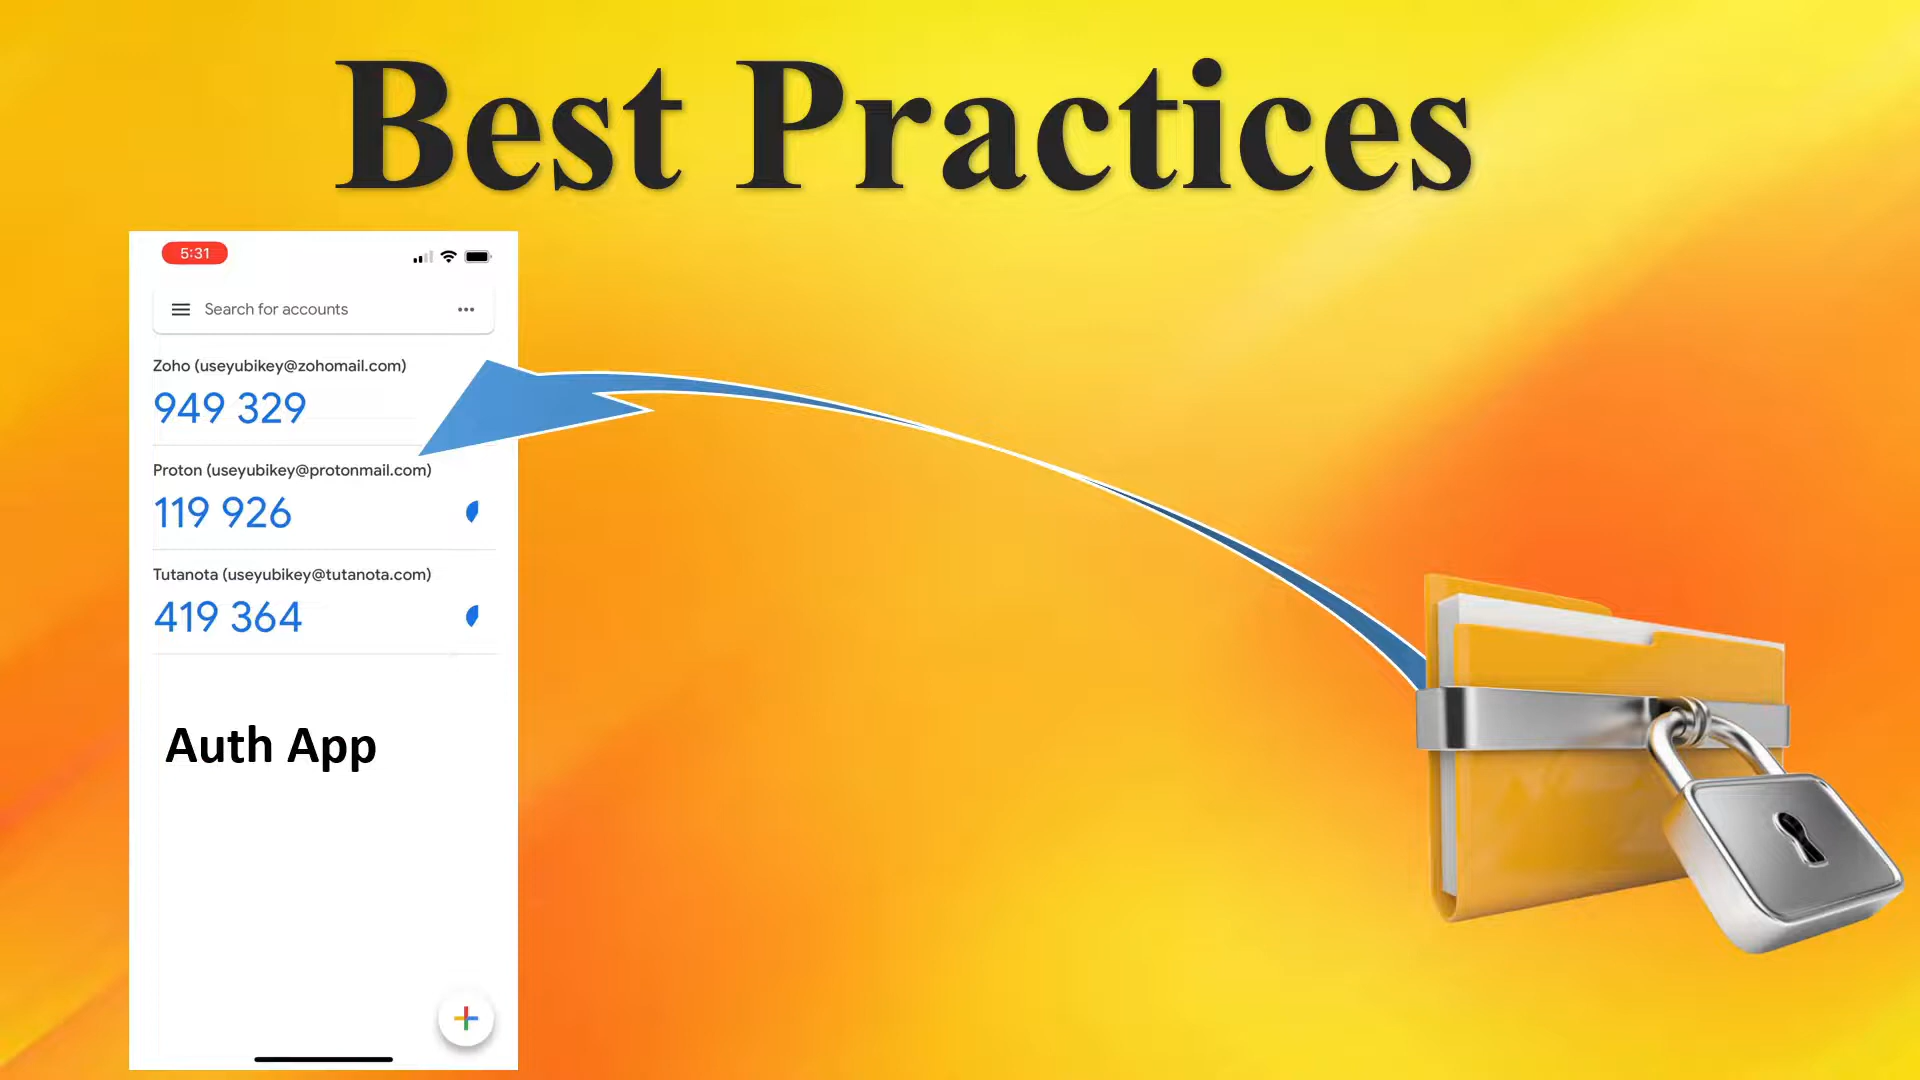 Best Practices
5:31
Search for accounts
Zoho (useyubikey@zohomail.com)
949 329
Proton (useyubikey@protonmail.com)
119 926
Tutanota (useyubikey@tutanota.com)
419 364
Auth App